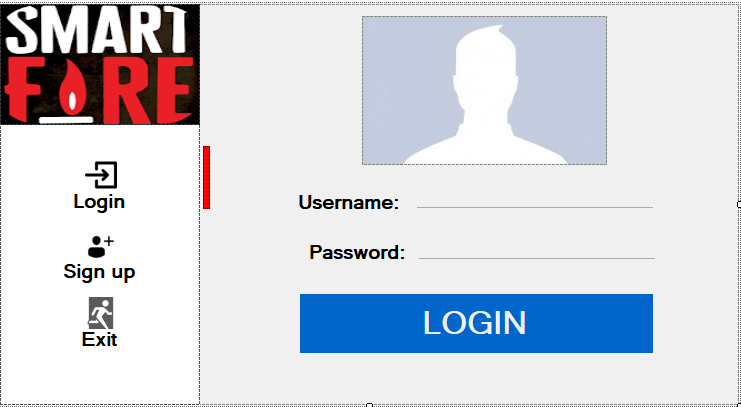 SMART
FIRE
Login
Sign up
Exit
Username:
Password:
LOGIN